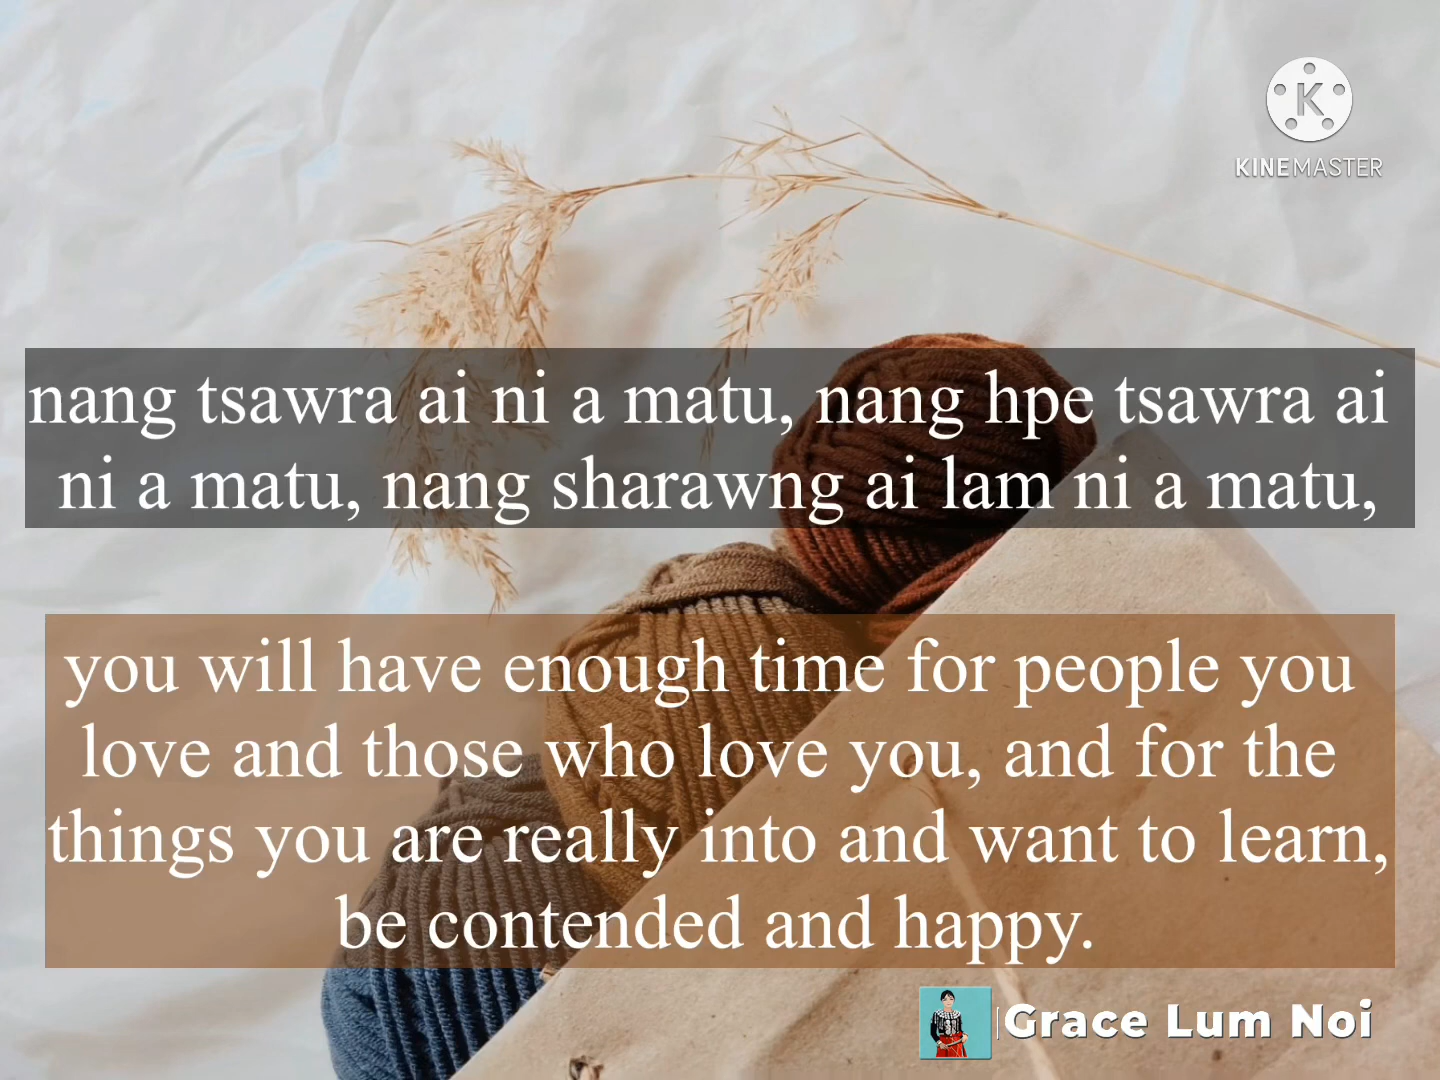 KINEMASTER
nang tsawra ai ni a matu, nang hpe tsawra ai
ni a matu, nang sharawng ai lam ni a matu,
you will have enough time for people you
love and those who love you, and for the
things you are really into and want to learn,
be contended and happy.
Grace Lum Noi